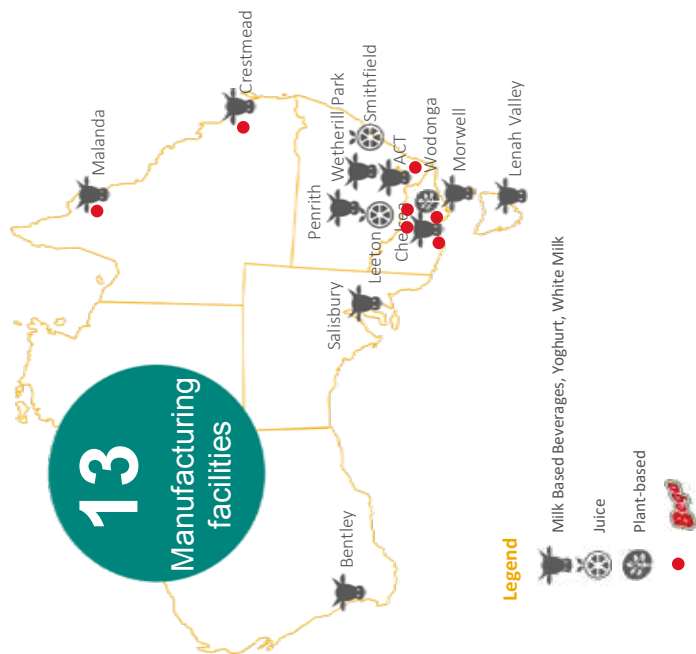 13
Manufacturing
facilities
Malanda
Crestmead
Penrith
Wetherill Park
Smithfield
Leeton
ACT
Wodonga
Chelsea
Morwell
Salisbury
Bentley
Lenah Valley
Legend
Milk Based Beverages, Yoghurt, White Milk
Juice
Plant-based
Bega